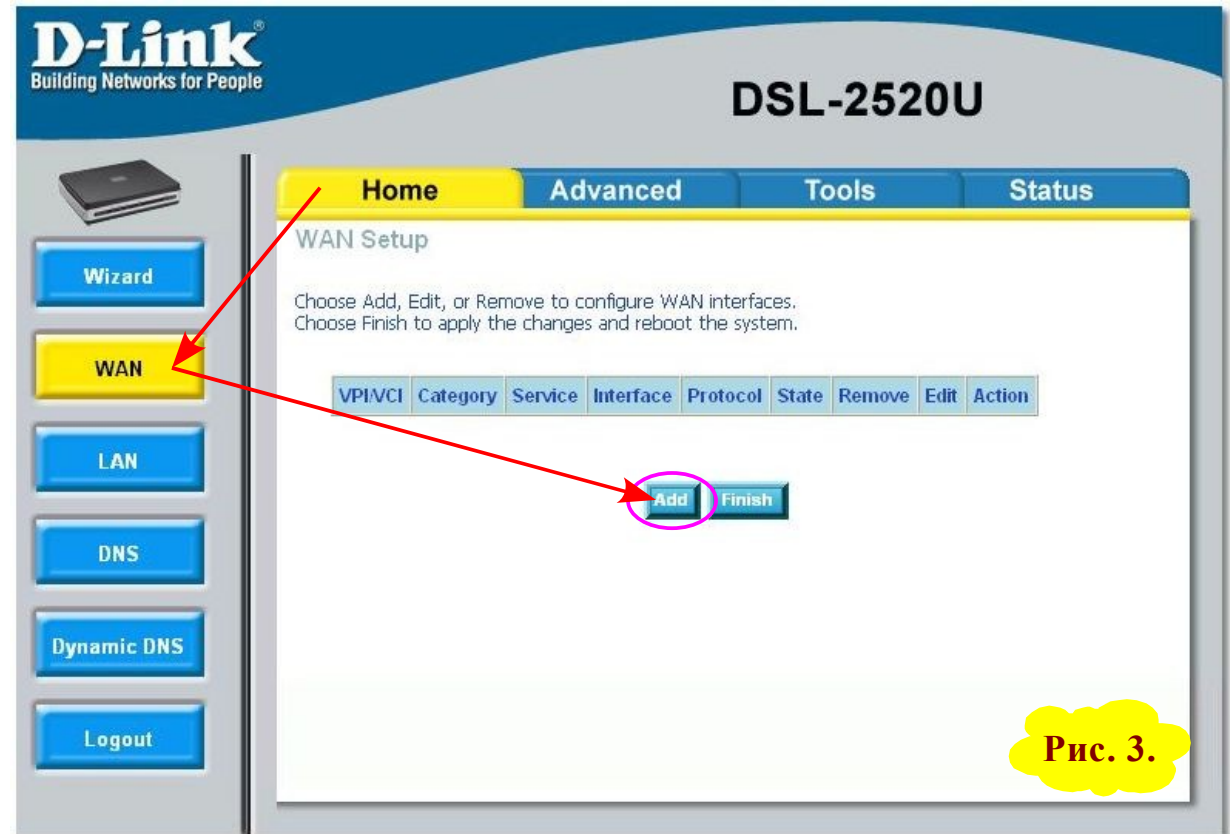 D-Link®
Building Networks for People
DSL-2520U
Home Advanced Tools Status
Wizard
WAN
LAN
DNS
Dynamic DNS
Logout
WAN Setup
Choose Add, Edit, or Remove to configure WAN interfaces.
Choose Finish to apply the changes and reboot the system.
VPI/VCI Category Service Interface Protocol State Remove Edit Action
Add Finish
Рис. 3.